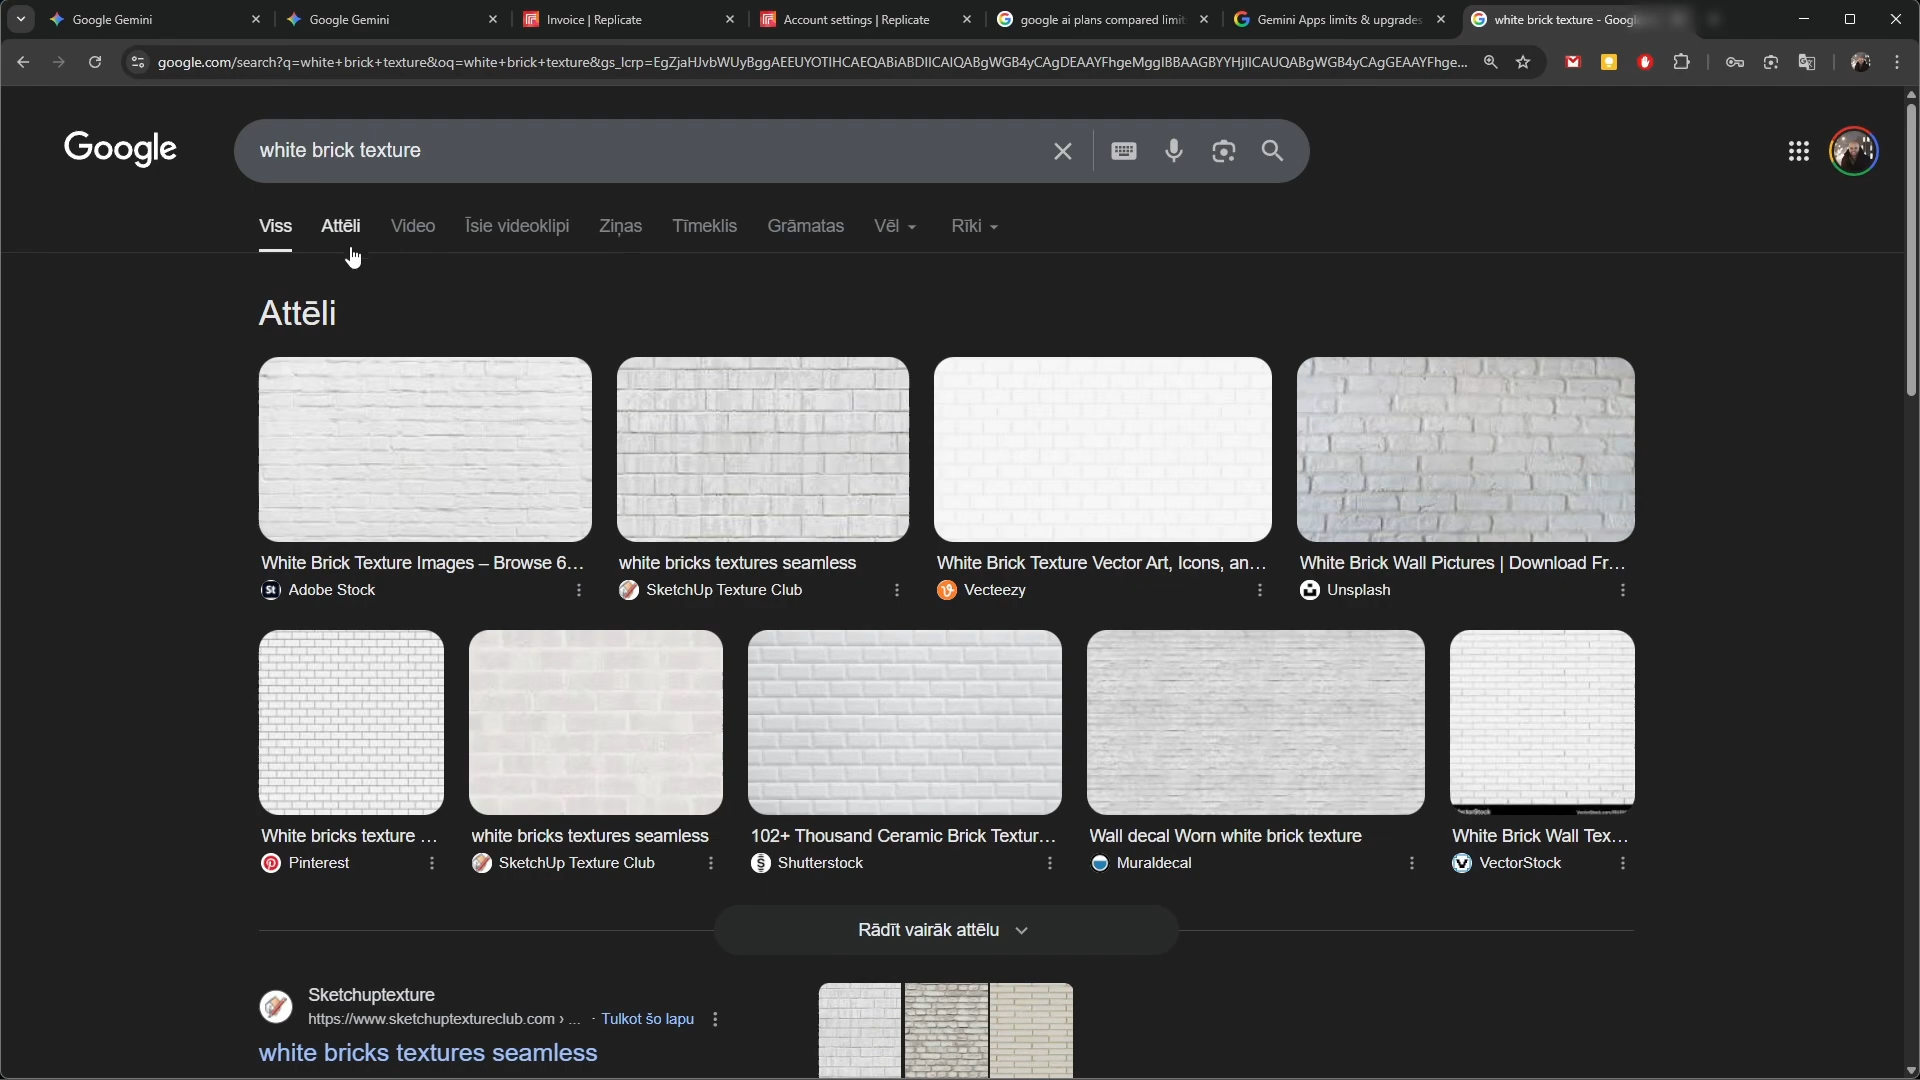 Google Gemini
Google Gemini
Invoice | Replicate
Account settings | Replicate
google ai plans compared limit
Gemini Apps limits & upgrades
white brick texture - Google
google.com/search?q=white+brick+texture&oq=white+brick+texture&gs_lcrp=EgZjaHJvbWUyBggAEEUYOTIHCAEQABiABDIICAIQABgWGB4yCAgDEAAYFhgeMggIBBAAGBYYHjIICAUQABgWGB4yCAgGEAAYFhge...
Google
white brick texture
Viss
Attēli
Video
Īsie videoklipi
Ziņas
Tīmeklis
Grāmatas
Vēl
Rīki
Attēli
White Brick Texture Images – Browse 6...
Adobe Stock
white bricks textures seamless
SketchUp Texture Club
White Brick Texture Vector Art, Icons, an...
Vecteezy
White Brick Wall Pictures | Download Fr...
Unsplash
White bricks texture ...
Pinterest
white bricks textures seamless
SketchUp Texture Club
102+ Thousand Ceramic Brick Textur...
Shutterstock
Wall decal Worn white brick texture
Muraldecal
White Brick Wall Tex...
VectorStock
Rādīt vairāk attēlu
Sketchuptexture
https://www.sketchuptextureclub.com › ... · Tulkot šo lapu
white bricks textures seamless